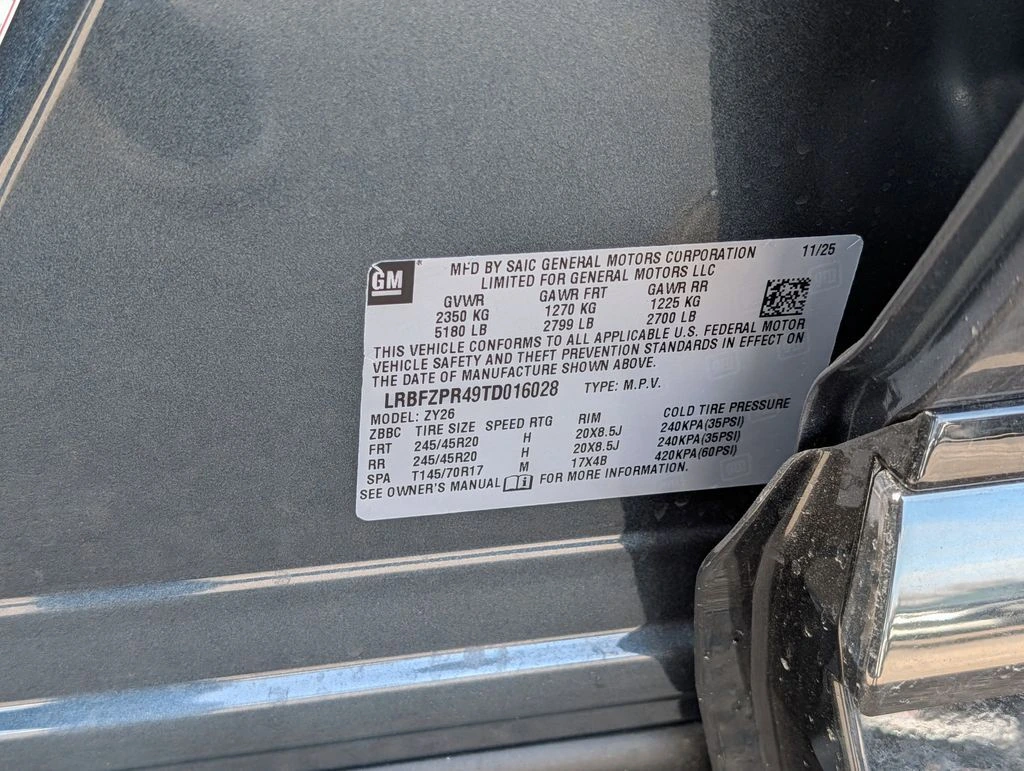 GM®
MFD BY SAIC GENERAL MOTORS CORPORATION 11/25
LIMITED FOR GENERAL MOTORS LLC
GVWR GAWR FRT GAWR RR
2350 KG 1270 KG 1225 KG
5180 LB 2799 LB 2700 LB
THIS VEHICLE CONFORMS TO ALL APPLICABLE U.S. FEDERAL MOTOR
VEHICLE SAFETY AND THEFT PREVENTION STANDARDS IN EFFECT ON
THE DATE OF MANUFACTURE SHOWN ABOVE.
LRBFZPR49TD016028 TYPE: M.P.V.
MODEL: ZY26
ZBBC TIRE SIZE SPEED RTG RIM COLD TIRE PRESSURE
FRT 245/45R20 H 20X8.5J 240KPA(35PSI)
RR 245/45R20 H 20X8.5J 240KPA(35PSI)
SPA T145/70R17 M 17X4B 420KPA(60PSI)
SEE OWNER'S MANUAL FOR MORE INFORMATION.